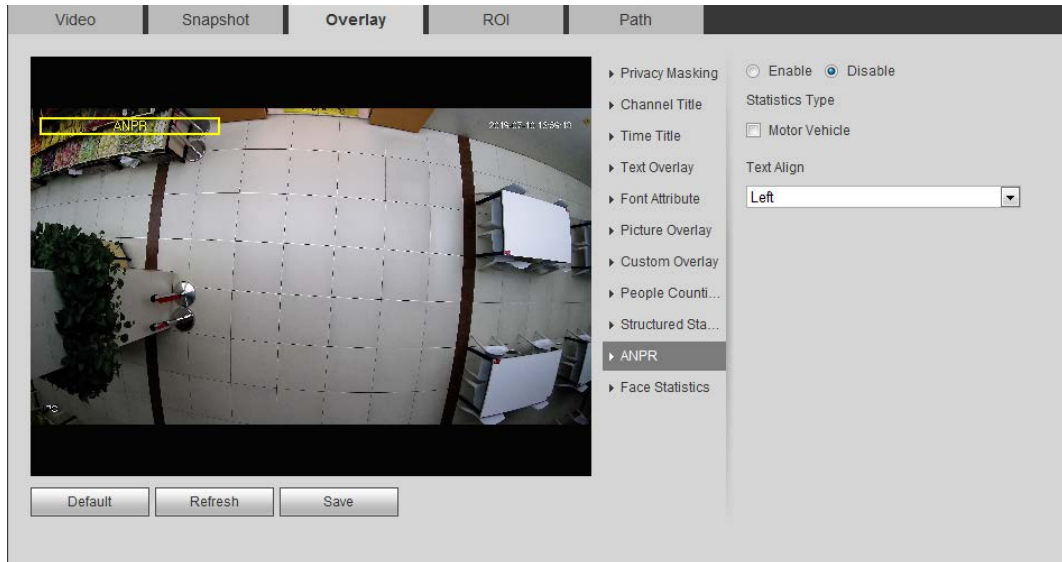 Video
Snapshot
Overlay
ROI
Path
ANPR
Privacy Masking
Channel Title
Time Title
Text Overlay
Font Attribute
Picture Overlay
Custom Overlay
People Counti...
Structured Sta...
ANPR
Face Statistics
Enable
Disable
Statistics Type
Motor Vehicle
Text Align
Left
Default
Refresh
Save